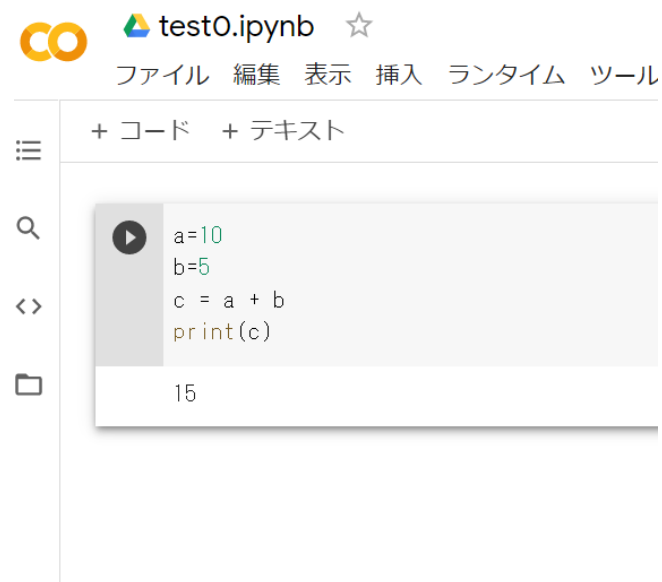 test0.ipynb
ファイル 編集 表示 挿入 ランタイム ツール
+ コード + テキスト
a=10
b=5
c = a + b
print(c)
15